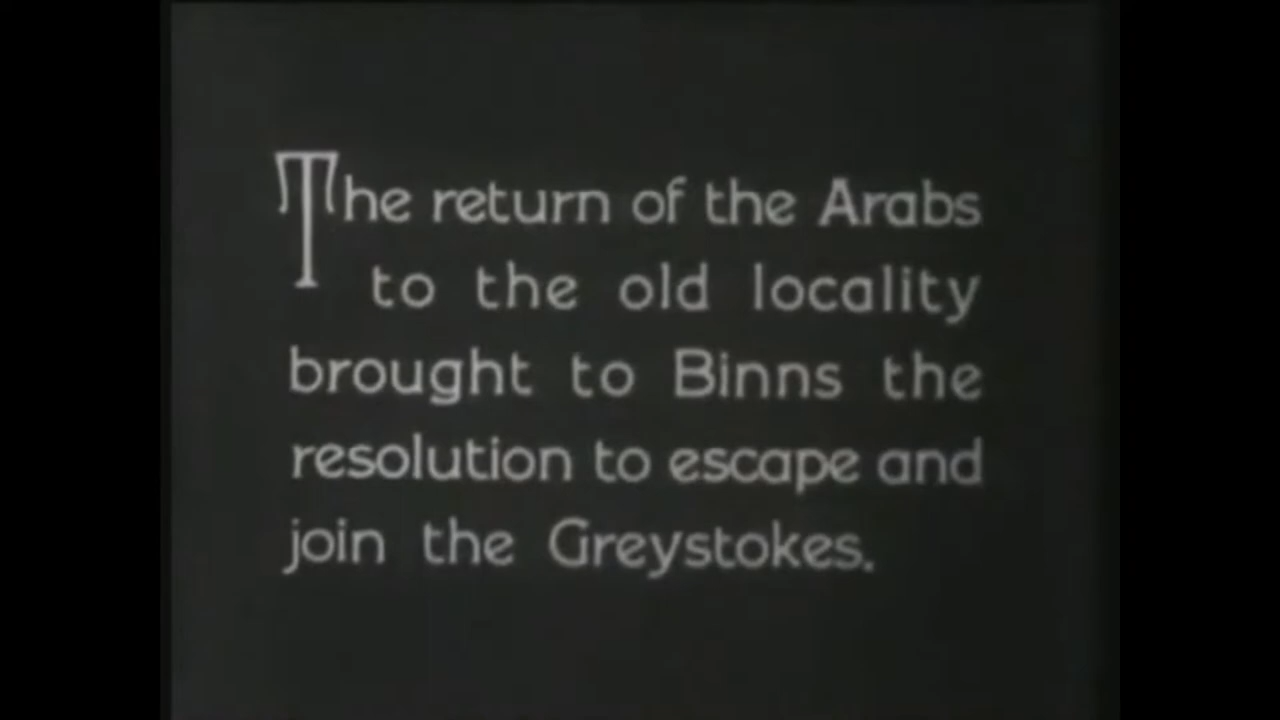 The return of the Arabs
to the old locality
brought to Binns the
resolution to escape and
join the Greystokes.